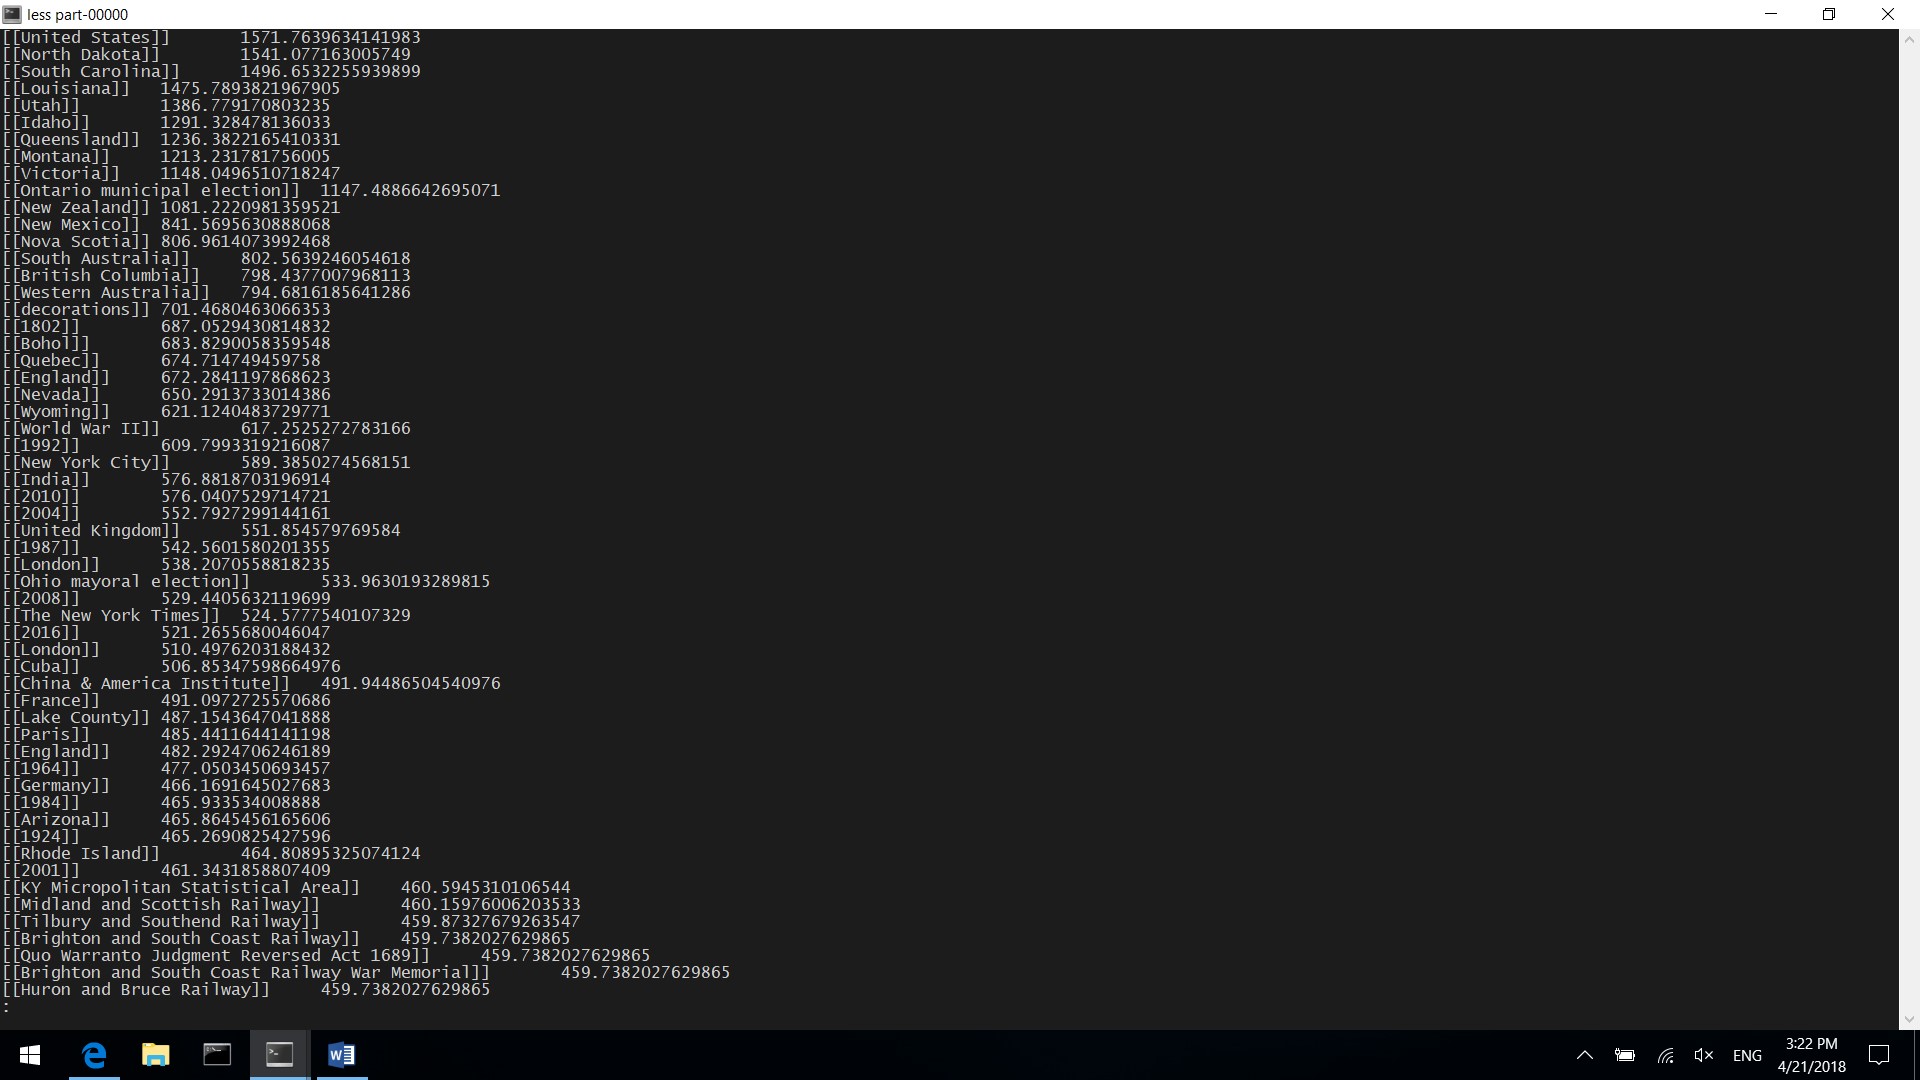 less part-00000
[[United States]] 1571.7639634141983
[[North Dakota]] 1541.077163005749
[[South Carolina]] 1496.6532255939899
[[Louisiana]] 1475.7893821967905
[[Utah]] 1386.779170803235
[[Idaho]] 1291.328478136033
[[Queensland]] 1236.3822165410331
[[Montana]] 1213.231781756005
[[Victoria]] 1148.0496510718247
[[Ontario municipal election]] 1147.4886642695071
[[New Zealand]] 1081.2220981359521
[[New Mexico]] 841.5695630888068
[[Nova Scotia]] 806.9614073992468
[[South Australia]] 802.5639246054618
[[British Columbia]] 798.4377007968113
[[Western Australia]] 794.6816185641286
[[decorations]] 701.4680463066353
[[1802]] 687.0529430814832
[[Bohol]] 683.8290058359548
[[Quebec]] 674.714749459758
[[England]] 672.2841197868623
[[Nevada]] 650.2913733014386
[[Wyoming]] 621.1240483729771
[[World War II]] 617.2525272783166
[[1992]] 609.7993319216087
[[New York City]] 589.3850274568151
[[India]] 576.8818703196914
[[2010]] 576.0407529714721
[[2004]] 552.7927299144161
[[United Kingdom]] 551.854579769584
[[1987]] 542.5601580201355
[[London]] 538.2070558818235
[[Ohio mayoral election]] 533.9630193289815
[[2008]] 529.4405632119699
[[The New York Times]] 524.5777540107329
[[2016]] 521.2655680046047
[[London]] 510.4976203188432
[[Cuba]] 506.85347598664976
[[China & America Institute]] 491.94486504540976
[[France]] 491.0972725570686
[[Lake County]] 487.1543647041888
[[Paris]] 485.4411644141198
[[England]] 482.2924706246189
[[1964]] 477.0503450693457
[[Germany]] 466.1691645027683
[[1984]] 465.933534008888
[[Arizona]] 465.8645456165606
[[1924]] 465.2690825427596
[[Rhode Island]] 464.80895325074124
[[2001]] 461.3431858807409
[[KY Micropolitan Statistical Area]] 460.5945310106544
[[Midland and Scottish Railway]] 460.15976006203533
[[Tilbury and Southend Railway]] 459.87327679263547
[[Brighton and South Coast Railway]] 459.7382027629865
[[Quo Warranto Judgment Reversed Act 1689]] 459.7382027629865
[[Brighton and South Coast Railway War Memorial]] 459.7382027629865
[[Huron and Bruce Railway]] 459.7382027629865
:
ENG
3:22 PM
4/21/2018